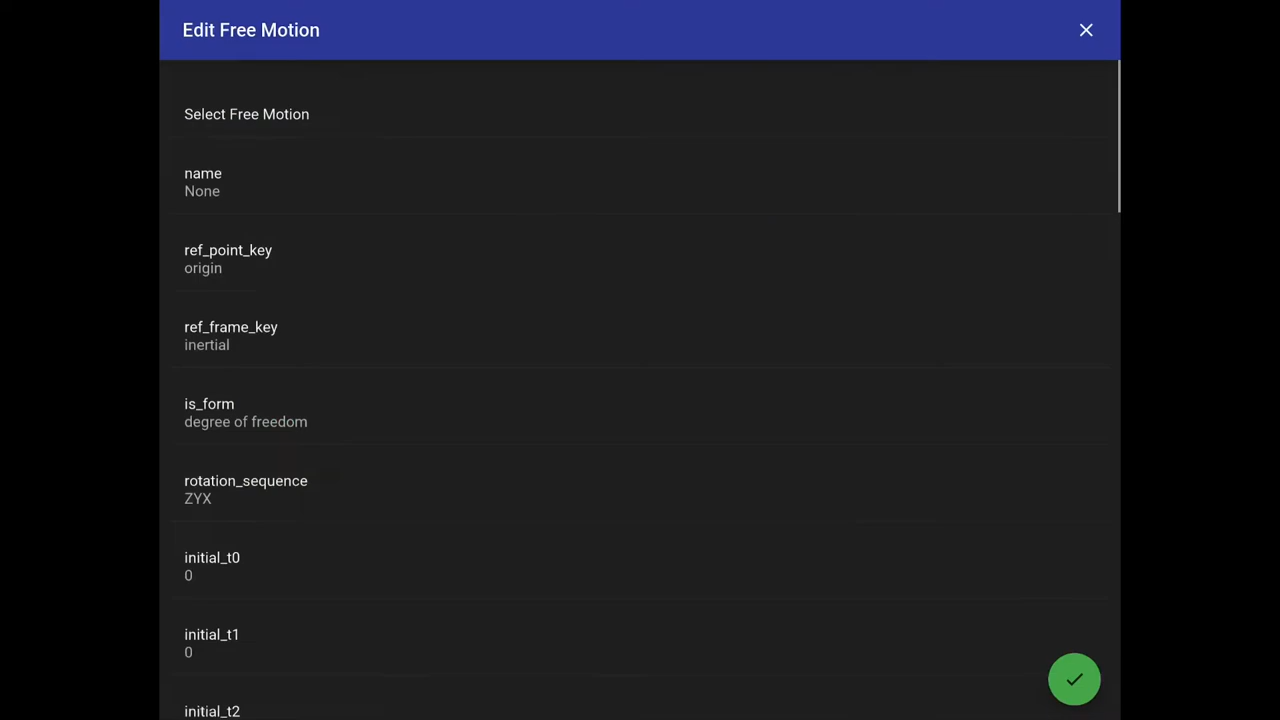 Edit Free Motion
Select Free Motion
name
None
ref_point_key
origin
ref_frame_key
inertial
is_form
degree of freedom
rotation_sequence
ZYX
initial_t0
0
initial_t1
0
initial_t2